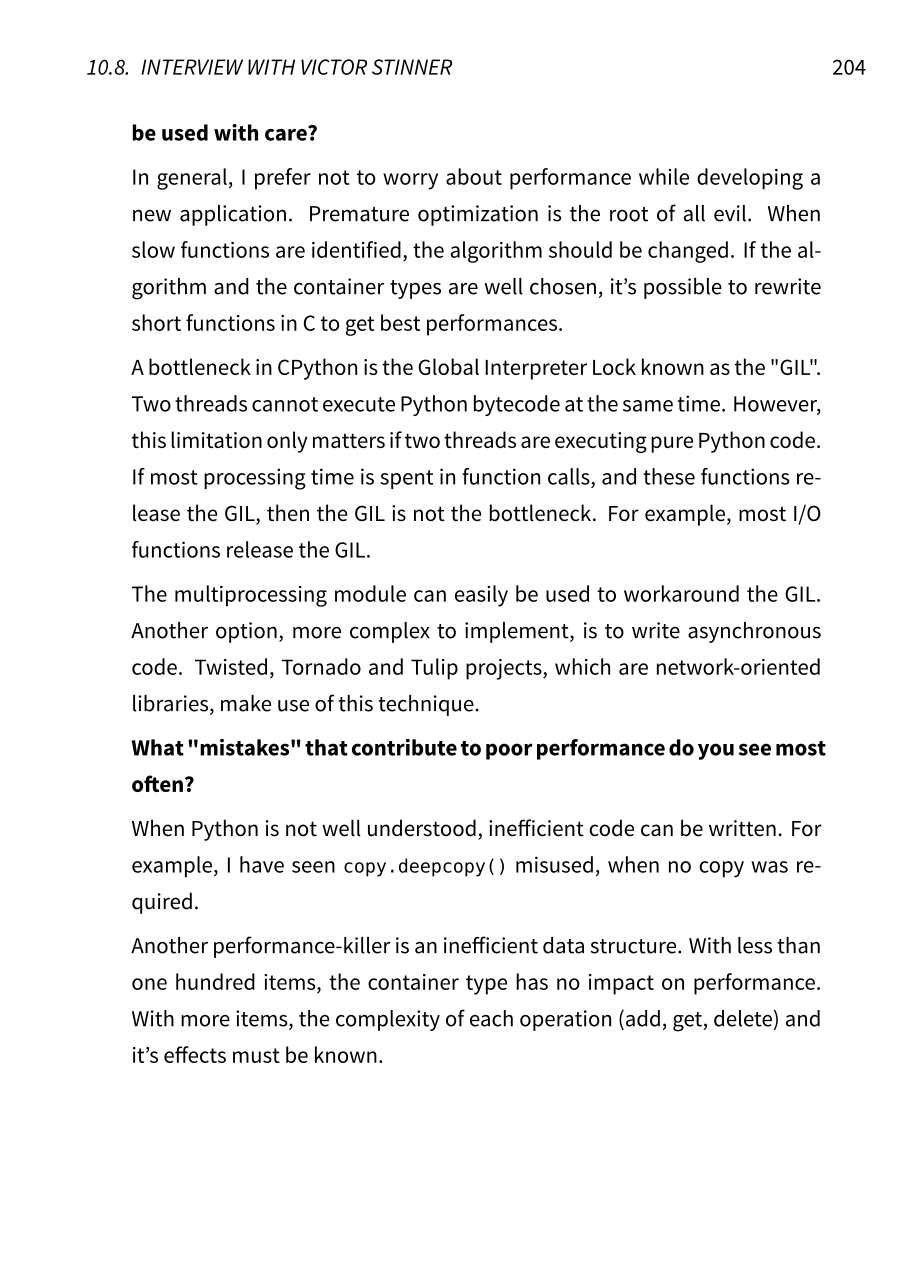 10.8. INTERVIEW WITH VICTOR STINNER 204
be used with care?
In general, I prefer not to worry about performance while developing a
new application. Premature optimization is the root of all evil. When
slow functions are identified, the algorithm should be changed. If the al-
gorithm and the container types are well chosen, it’s possible to rewrite
short functions in C to get best performances.
A bottleneck in CPython is the Global Interpreter Lock known as the "GIL".
Two threads cannot execute Python bytecode at the same time. However,
this limitation only matters if two threads are executing pure Python code.
If most processing time is spent in function calls, and these functions re-
lease the GIL, then the GIL is not the bottleneck. For example, most I/O
functions release the GIL.
The multiprocessing module can easily be used to workaround the GIL.
Another option, more complex to implement, is to write asynchronous
code. Twisted, Tornado and Tulip projects, which are network-oriented
libraries, make use of this technique.
What "mistakes" that contribute to poor performance do you see most
often?
When Python is not well understood, inefficient code can be written. For
example, I have seen copy.deepcopy() misused, when no copy was re-
quired.
Another performance-killer is an inefficient data structure. With less than
one hundred items, the container type has no impact on performance.
With more items, the complexity of each operation (add, get, delete) and
it’s effects must be known.